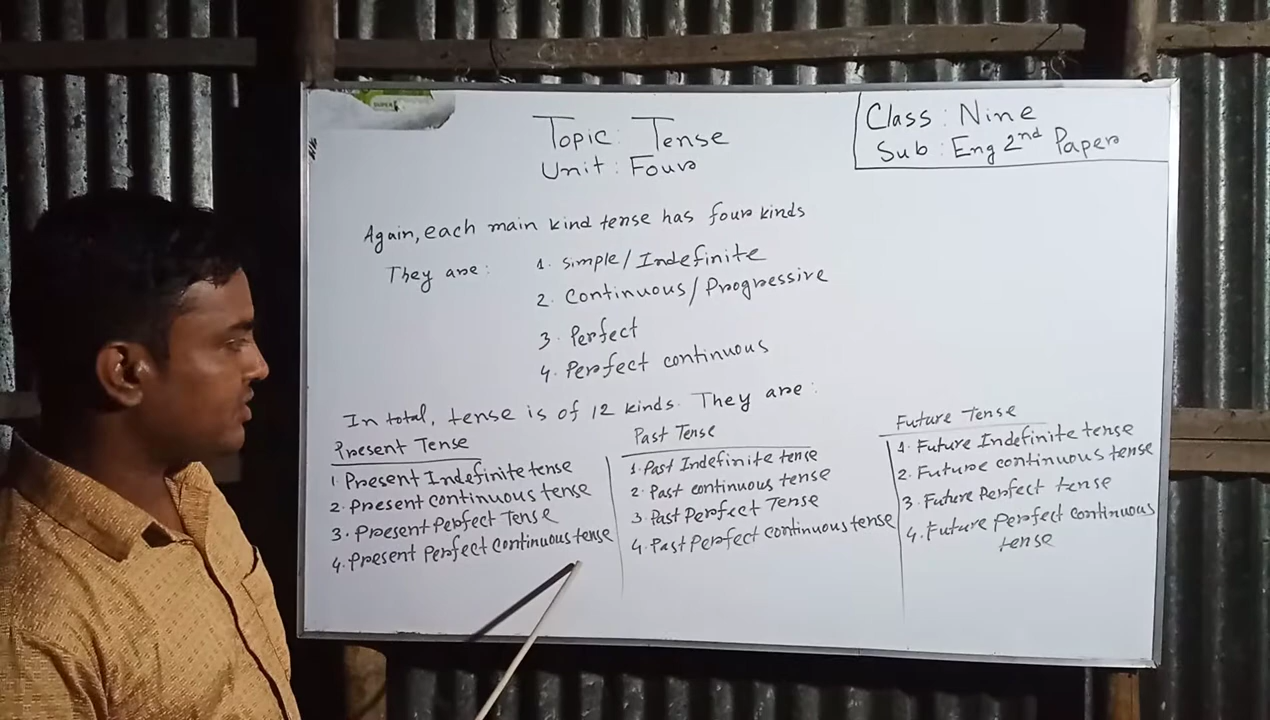 SUPER
Topic: Tense
Unit: Four
Class: Nine
Sub: Eng 2nd Paper
Again, each main kind tense has four kinds
They are:
1. Simple/Indefinite
2. Continuous/Progressive
3. Perfect
4. Perfect continuous
In total, tense is of 12 kinds. They are:
Present Tense
1. Present Indefinite tense
2. Present continuous tense
3. Present Perfect Tense
4. Present Perfect Continuous tense
Past Tense
1. Past Indefinite tense
2. Past continuous tense
3. Past Perfect Tense
4. Past Perfect continuous tense
Future Tense
1. Future Indefinite tense
2. Future continuous tense
3. Future Perfect tense
4. Future Perfect continuous
tense